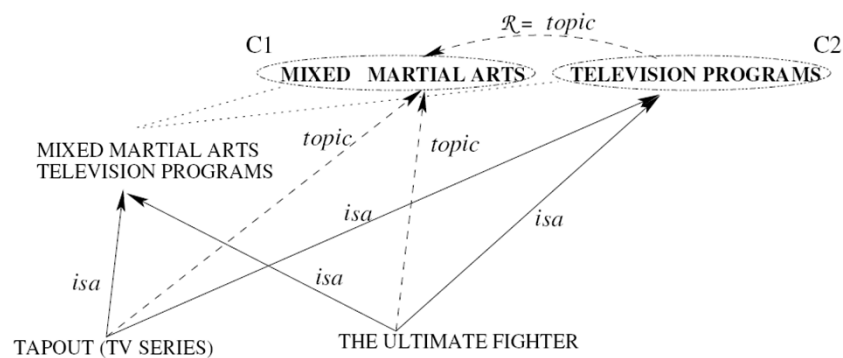 R = topic
C1
C2
MIXED MARTIAL ARTS
TELEVISION PROGRAMS
topic
topic
MIXED MARTIAL ARTS
TELEVISION PROGRAMS
isa
isa
isa
isa
TAPOUT (TV SERIES)
THE ULTIMATE FIGHTER